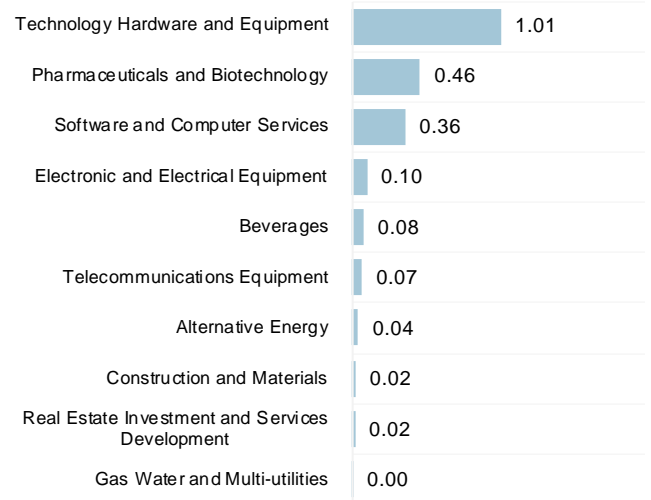 Technology Hardware and Equipment 1.01
Pharmaceuticals and Biotechnology 0.46
Software and Computer Services 0.36
Electronic and Electrical Equipment 0.10
Beverages 0.08
Telecommunications Equipment 0.07
Alternative Energy 0.04
Construction and Materials 0.02
Real Estate Investment and Services
Development 0.02
Gas Water and Multi-utilities 0.00